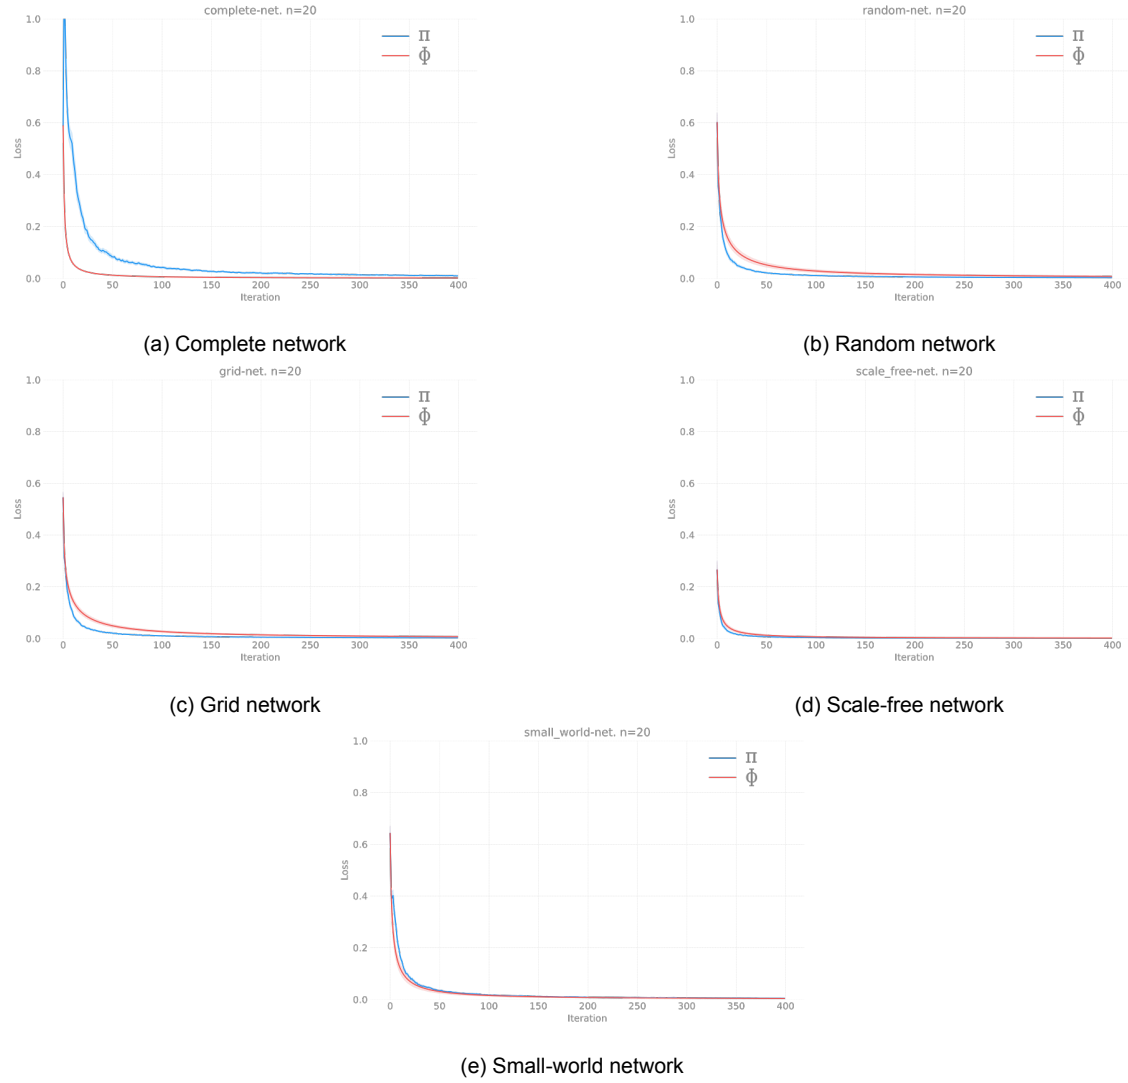 complete-net. n=20
Π
Φ
Loss
1.0
0.8
0.6
0.4
0.2
0.0
0 50 100 150 200 250 300 350 400
Iteration
(a) Complete network
random-net. n=20
Π
Φ
Loss
1.0
0.8
0.6
0.4
0.2
0.0
0 50 100 150 200 250 300 350 400
Iteration
(b) Random network
grid-net. n=20
Π
Φ
Loss
1.0
0.8
0.6
0.4
0.2
0.0
0 50 100 150 200 250 300 350 400
Iteration
(c) Grid network
scale_free-net. n=20
Π
Φ
Loss
1.0
0.8
0.6
0.4
0.2
0.0
0 50 100 150 200 250 300 350 400
Iteration
(d) Scale-free network
small_world-net. n=20
Π
Φ
Loss
1.0
0.8
0.6
0.4
0.2
0.0
0 50 100 150 200 250 300 350 400
Iteration
(e) Small-world network